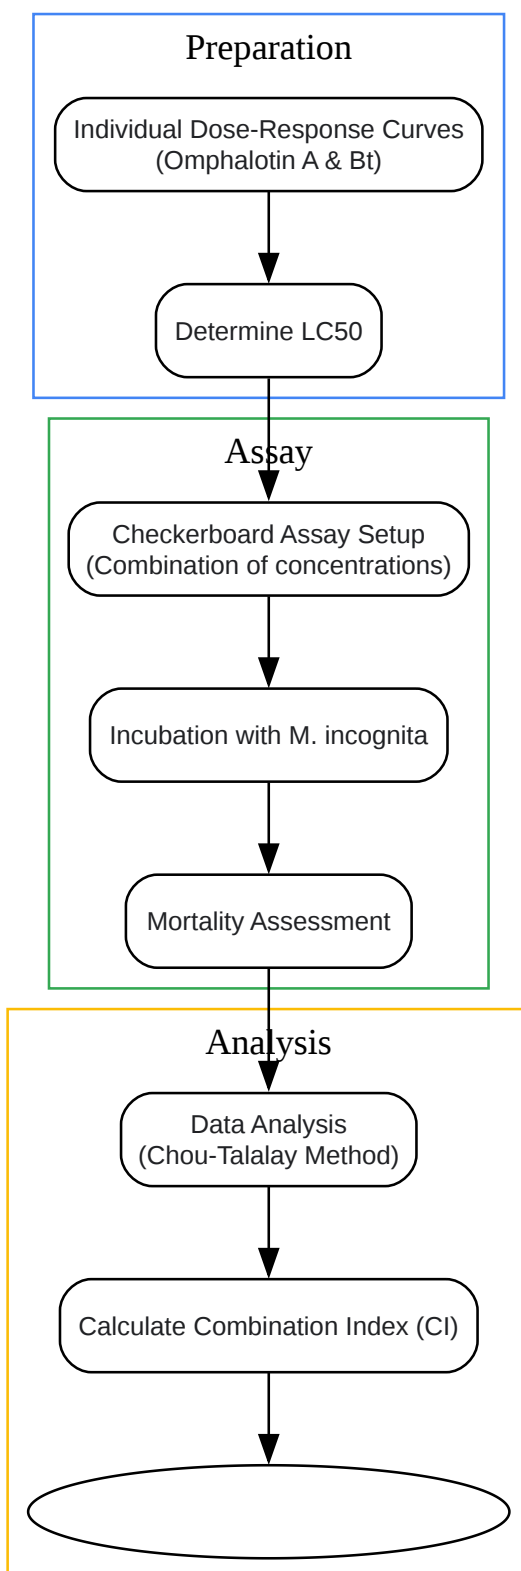 Preparation
Individual Dose-Response Curves
(Omphalotin A & Bt)
Determine LC50
Assay
Checkerboard Assay Setup
(Combination of concentrations)
Incubation with M. incognita
Mortality Assessment
Analysis
Data Analysis
(Chou-Talalay Method)
Calculate Combination Index (CI)